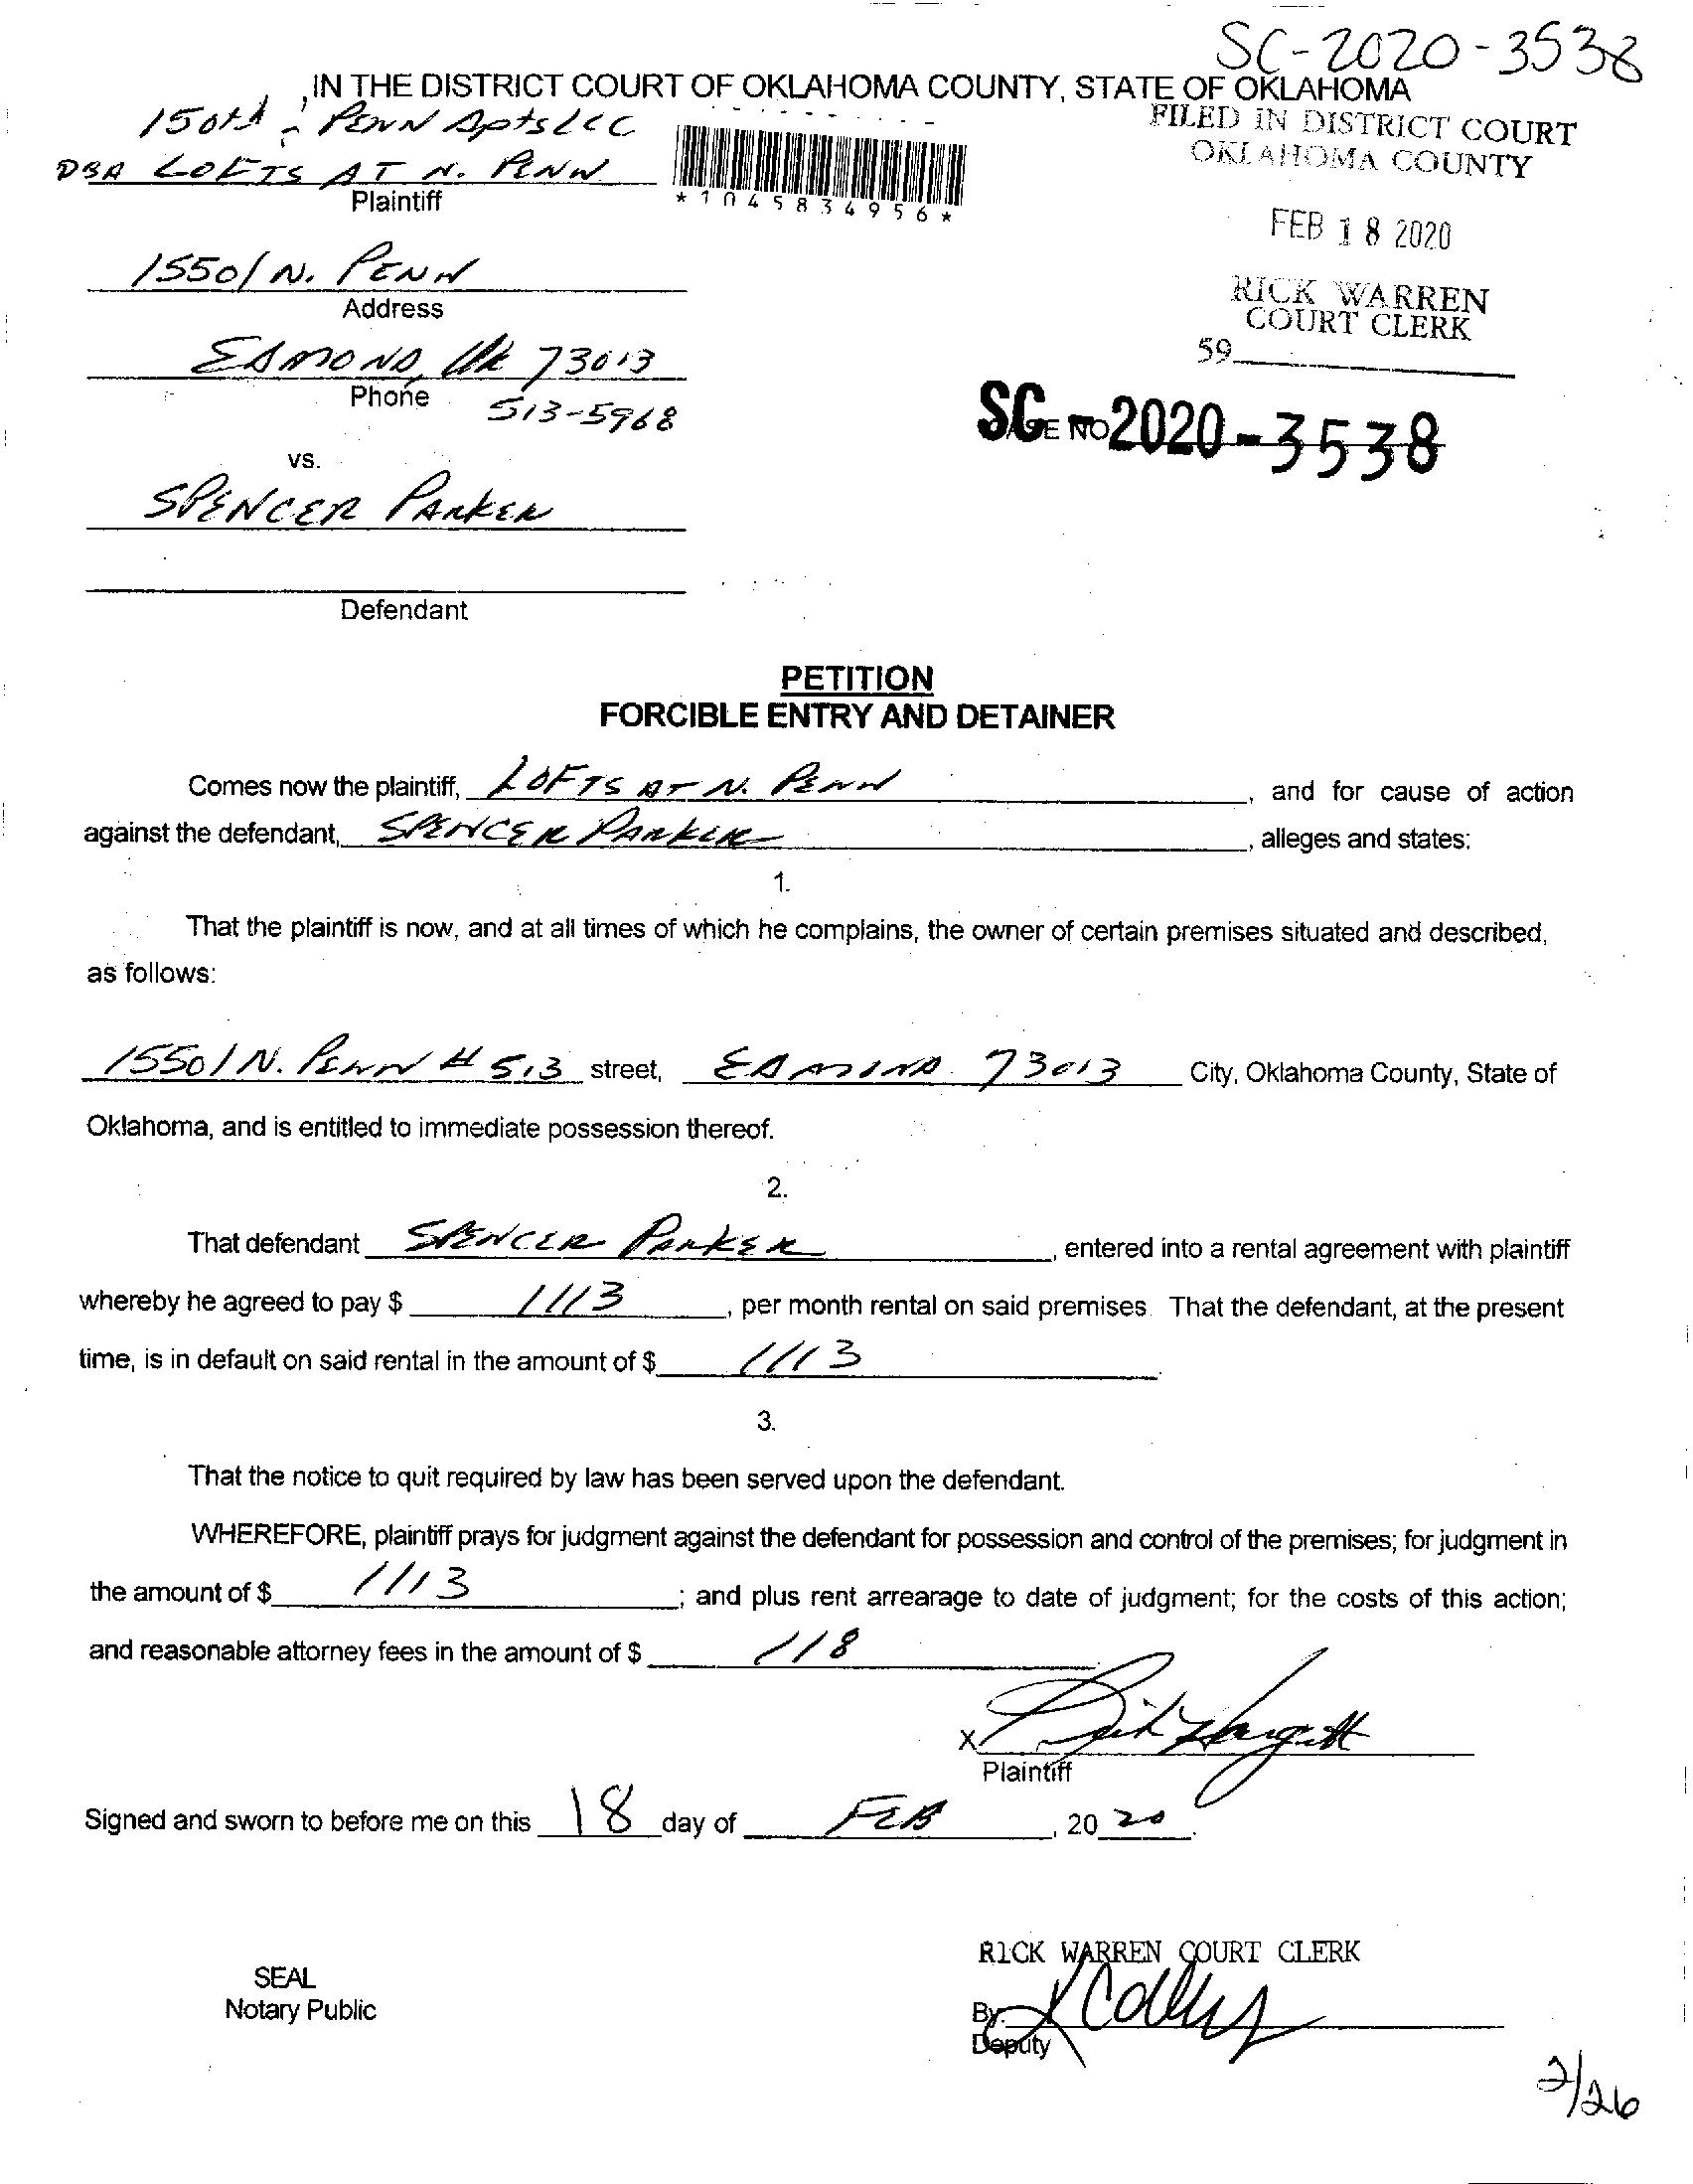 SC-2020-3538
IN THE DISTRICT COURT OF OKLAHOMA COUNTY, STATE OF OKLAHOMA
150th & PENN Apts LLC
DBA LOFTS AT N. PENN
Plaintiff
*1045834956*
FILED IN DISTRICT COURT
OKLAHOMA COUNTY
FEB 18 2020
RICK WARREN
COURT CLERK
59
15501 N. PENN
Address
EDMOND, OK 73013
Phone 513-5968
SC-2020-3538
vs.
SPENCER PARKER
Defendant
PETITION
FORCIBLE ENTRY AND DETAINER
Comes now the plaintiff, LOFTS AT N. PENN, and for cause of action
against the defendant, SPENCER PARKER, alleges and states:
1.
That the plaintiff is now, and at all times of which he complains, the owner of certain premises situated and described,
as follows:
15501 N. PENN # 513 street, EDMOND 73013 City, Oklahoma County, State of
Oklahoma, and is entitled to immediate possession thereof.
2.
That defendant SPENCER PARKER, entered into a rental agreement with plaintiff
whereby he agreed to pay $ 1113, per month rental on said premises. That the defendant, at the present
time, is in default on said rental in the amount of $ 1113.
3.
That the notice to quit required by law has been served upon the defendant.
WHEREFORE, plaintiff prays for judgment against the defendant for possession and control of the premises; for judgment in
the amount of $ 1113; and plus rent arrearage to date of judgment; for the costs of this action;
and reasonable attorney fees in the amount of $ 118
X
Plaintiff
Signed and sworn to before me on this 18 day of FEB, 20 20.
RICK WARREN COURT CLERK
SEAL
Notary Public
By:
Deputy
2/26